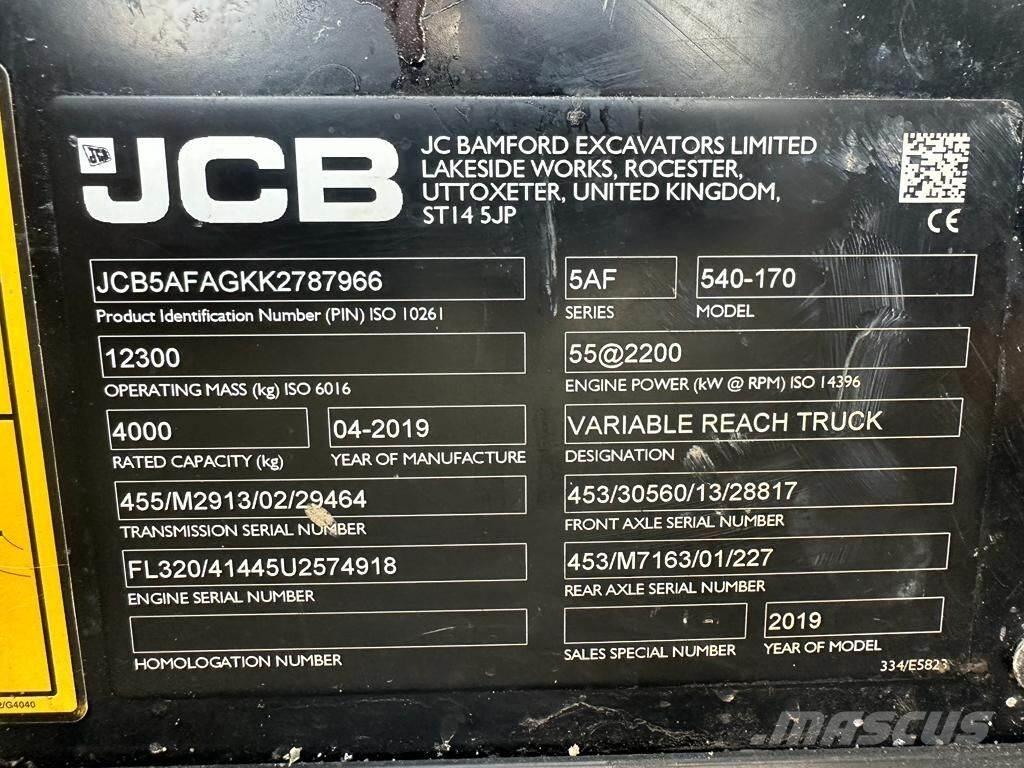 JCB
JC BAMFORD EXCAVATORS LIMITED
LAKESIDE WORKS, ROCESTER,
UTTOXETER, UNITED KINGDOM,
ST14 5JP
CE
JCB5AFAGKK2787966
Product Identification Number (PIN) ISO 10261
5AF
SERIES
540-170
MODEL
12300
OPERATING MASS (kg) ISO 6016
55@2200
ENGINE POWER (kW @ RPM) ISO 14396
4000
RATED CAPACITY (kg)
04-2019
YEAR OF MANUFACTURE
VARIABLE REACH TRUCK
DESIGNATION
455/M2913/02/29464
TRANSMISSION SERIAL NUMBER
453/30560/13/28817
FRONT AXLE SERIAL NUMBER
FL320/41445U2574918
ENGINE SERIAL NUMBER
453/M7163/01/227
REAR AXLE SERIAL NUMBER
HOMOLOGATION NUMBER
SALES SPECIAL NUMBER
2019
YEAR OF MODEL
334/E5823
/G4040
MASCUS